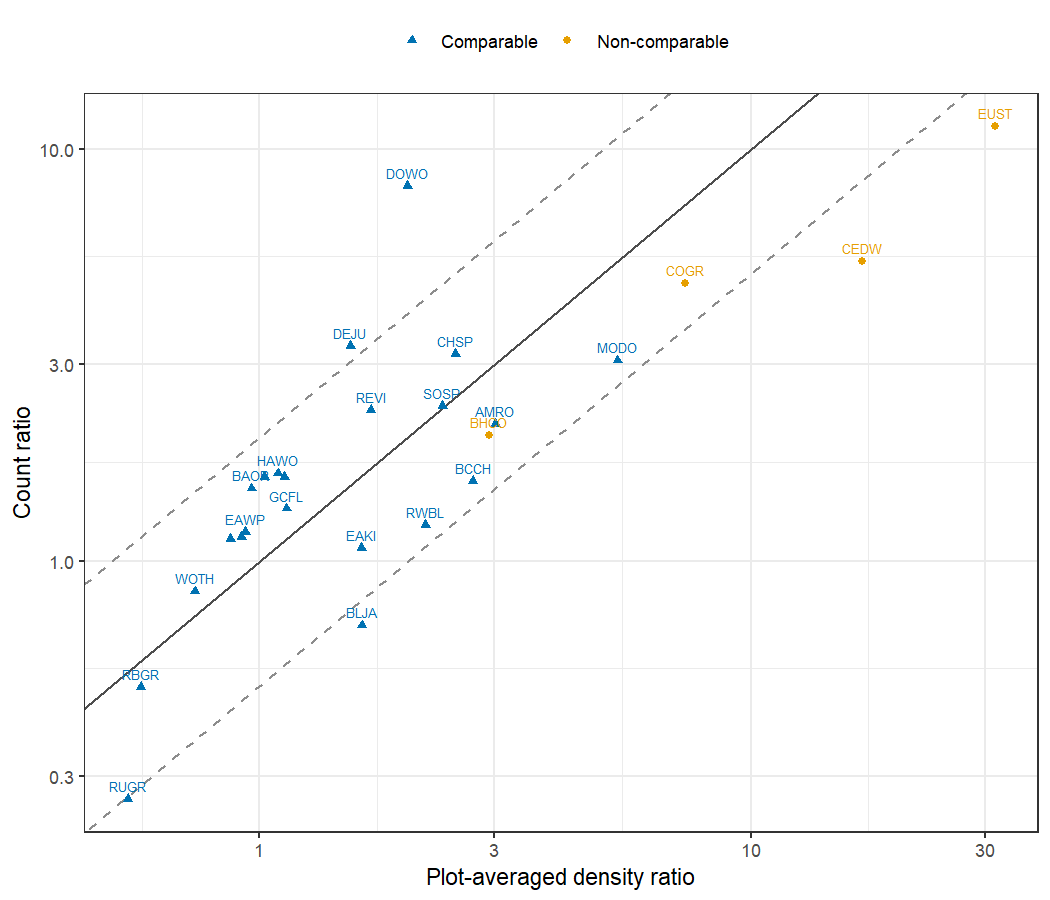 Comparable Non-comparable
EUST
10.0
DOWO
CEDW
COGR
DEJU
CHSP
MODO
3.0
REVI
SOSP
AMRO
BHCO
HAWO
BCCH
BAOR
GCFL
RWBL
EAWP
EAKI
1.0
WOTH
BLJA
RBGR
RUGR
0.3
1 3 10 30
Count ratio
Plot-averaged density ratio